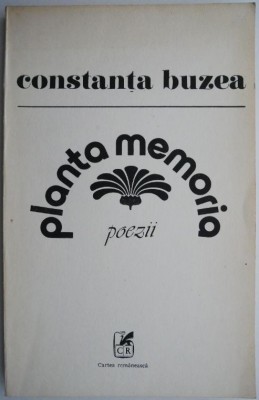 constanța buzea
planta memoria
poezii
CR
Cartea românească